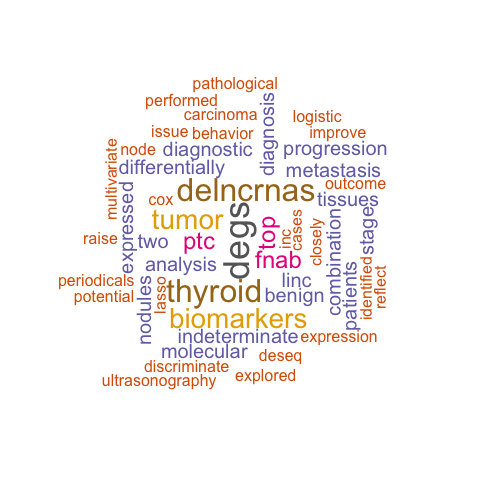 pathological
performed
carcinoma
logistic
issue
behavior
improve
diagnosis
multivariate
node
diagnostic
progression
differentially
metastasis
outcome
delncrnas
tissues
cox
tumor
degs
top
inc
cases
closely
combination
stages
expressed
raise
two
ptc
fnab
analysis
linc
periodicals
potential
nodules
lasso
thyroid
benign
patients
identified
reflect
biomarkers
indeterminate
expression
molecular
deseq
discriminate
explored
ultrasonography